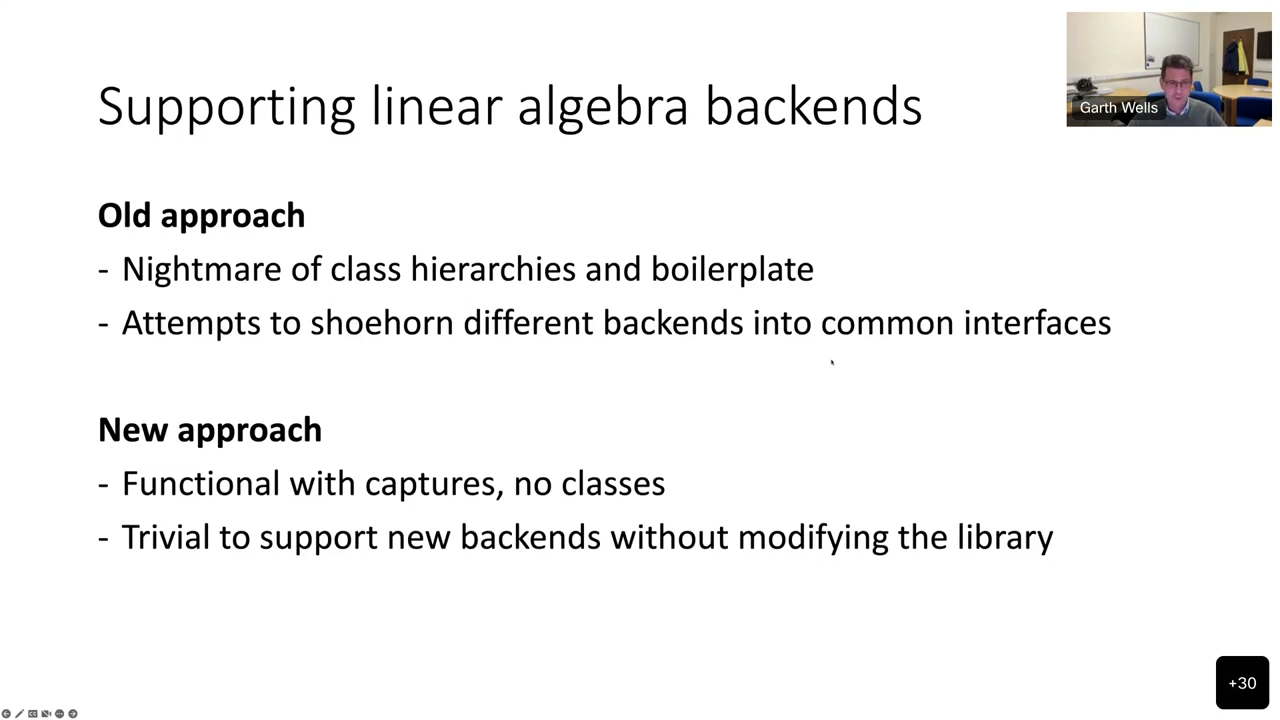 Supporting linear algebra backends
Garth Wells
Old approach
- Nightmare of class hierarchies and boilerplate
- Attempts to shoehorn different backends into common interfaces
New approach
- Functional with captures, no classes
- Trivial to support new backends without modifying the library
+30